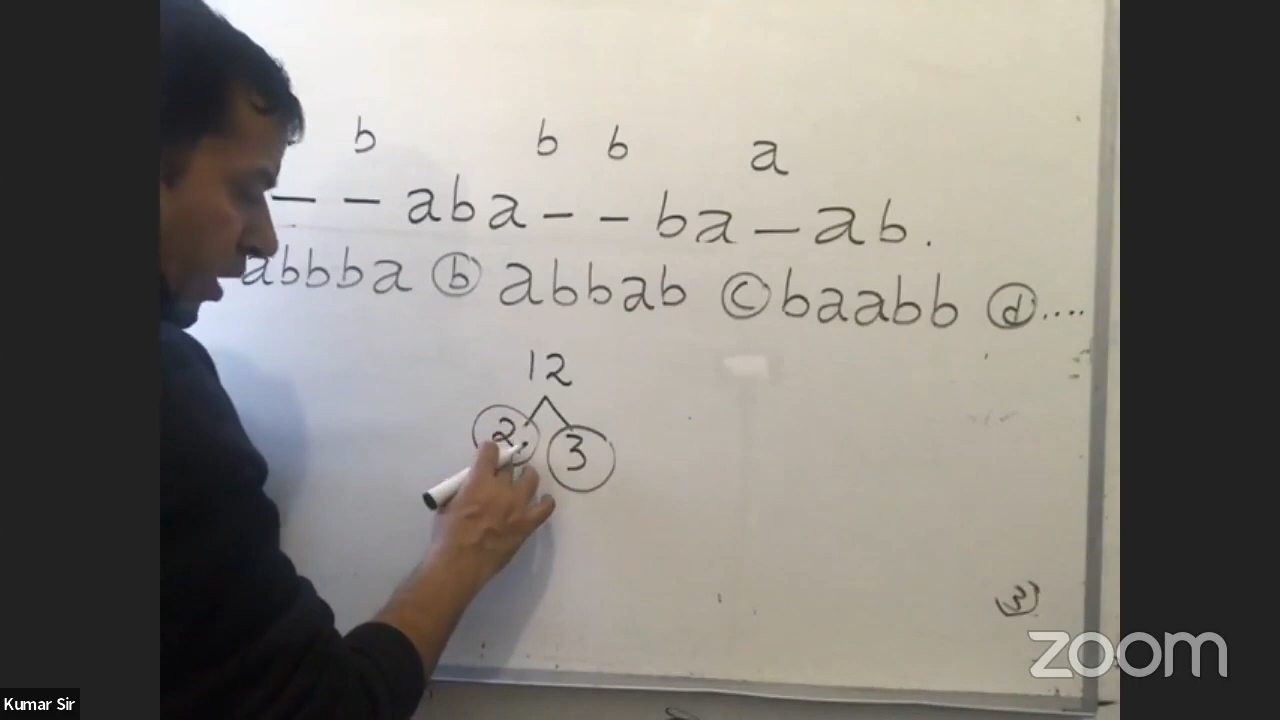 b b b a
— — aba — — ba — ab.
abbba (b) abbab (c) baabb (d)....
12
2 3
3
zoom
Kumar Sir